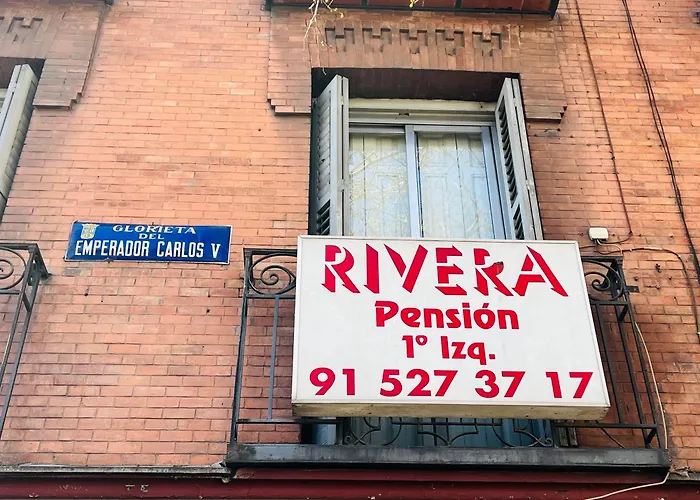 GLORIETA
DEL
EMPERADOR CARLOS V
RIVERA
Pensión
1º Izq.
91 527 37 17